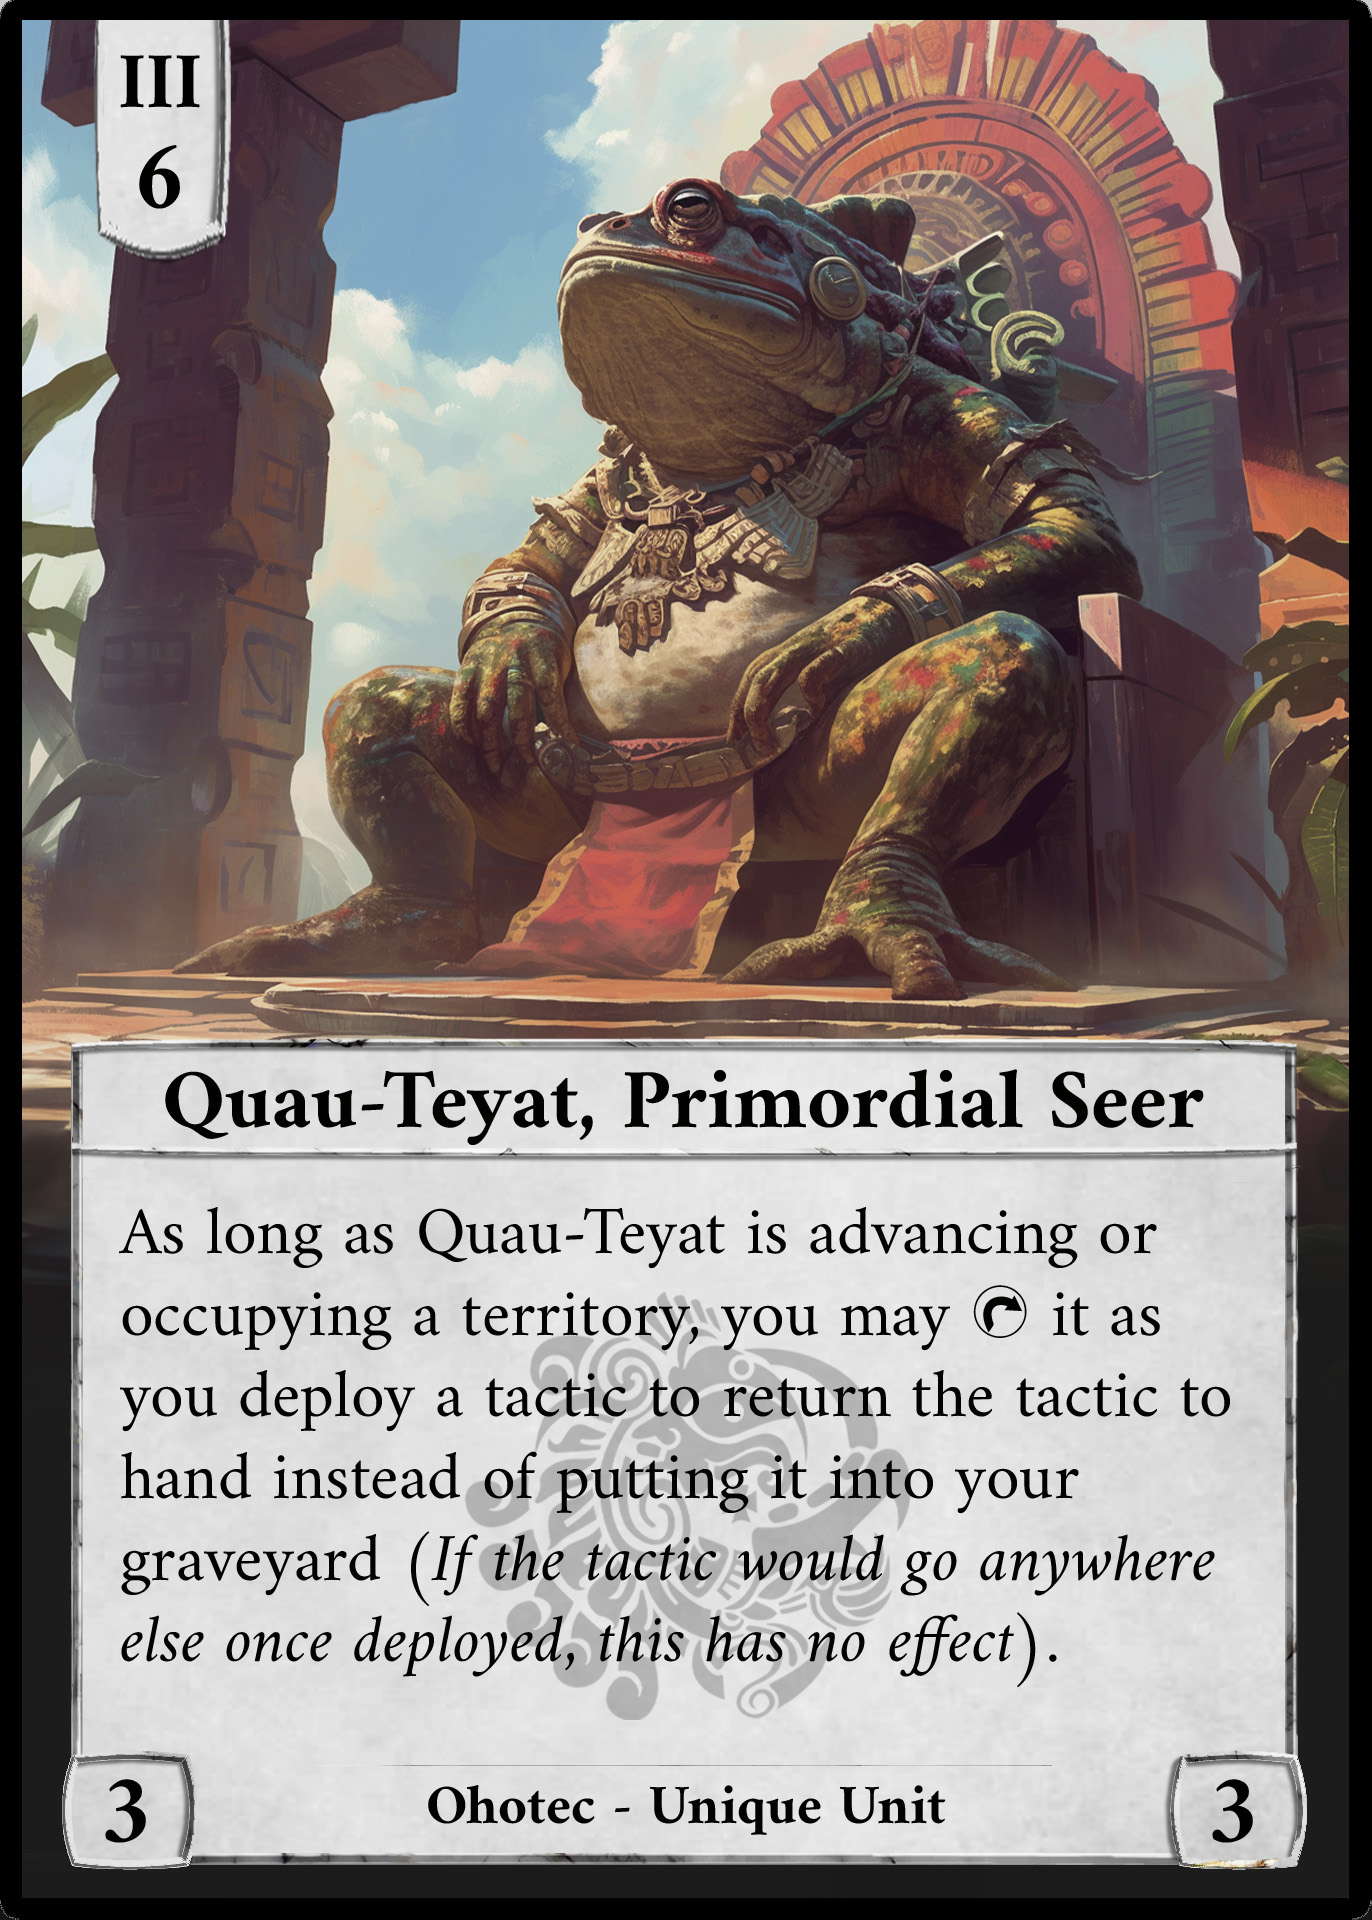 III
6
Quau-Teyat, Primordial Seer
As long as Quau-Teyat is advancing or
occupying a territory, you may it as
you deploy a tactic to return the tactic to
hand instead of putting it into your
graveyard (If the tactic would go anywhere
else once deployed, this has no effect).
3
Ohotec - Unique Unit
3